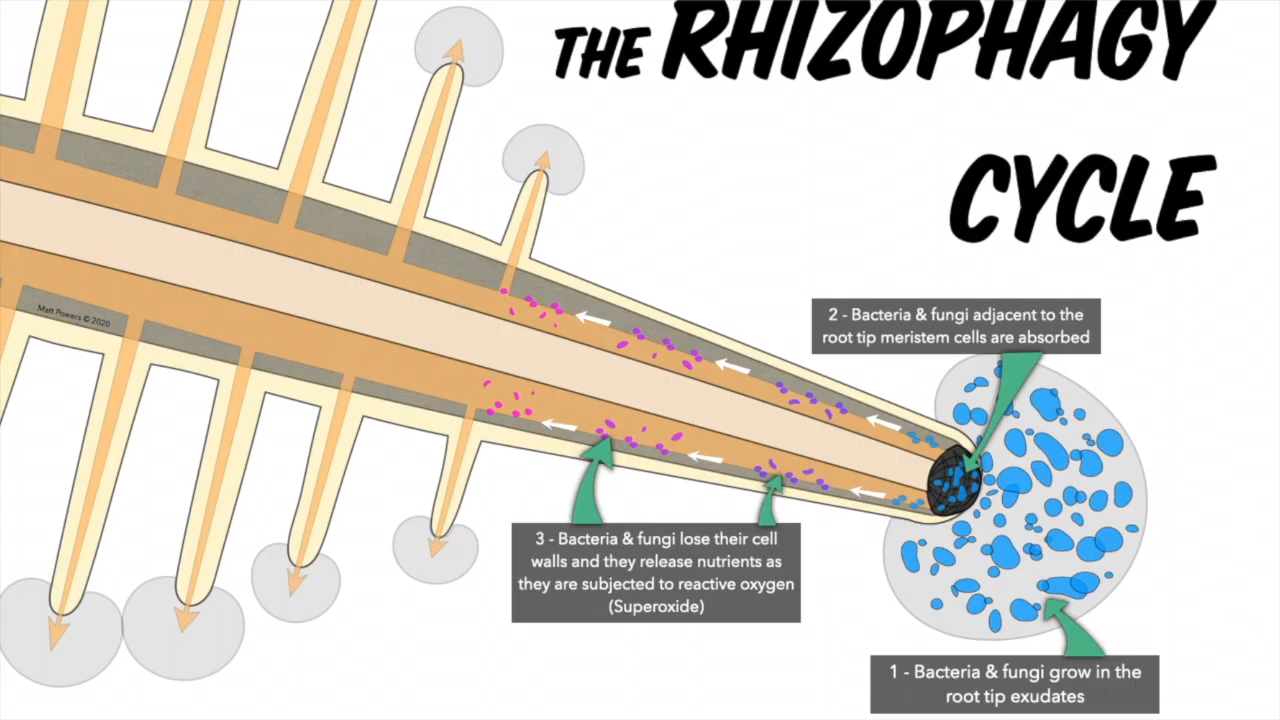 THE RHIZOPHAGY
CYCLE
2 - Bacteria & fungi adjacent to the
root tip meristem cells are absorbed
Matt Powers © 2020
3 - Bacteria & fungi lose their cell
walls and they release nutrients as
they are subjected to reactive oxygen
(Superoxide)
1 - Bacteria & fungi grow in the
root tip exudates